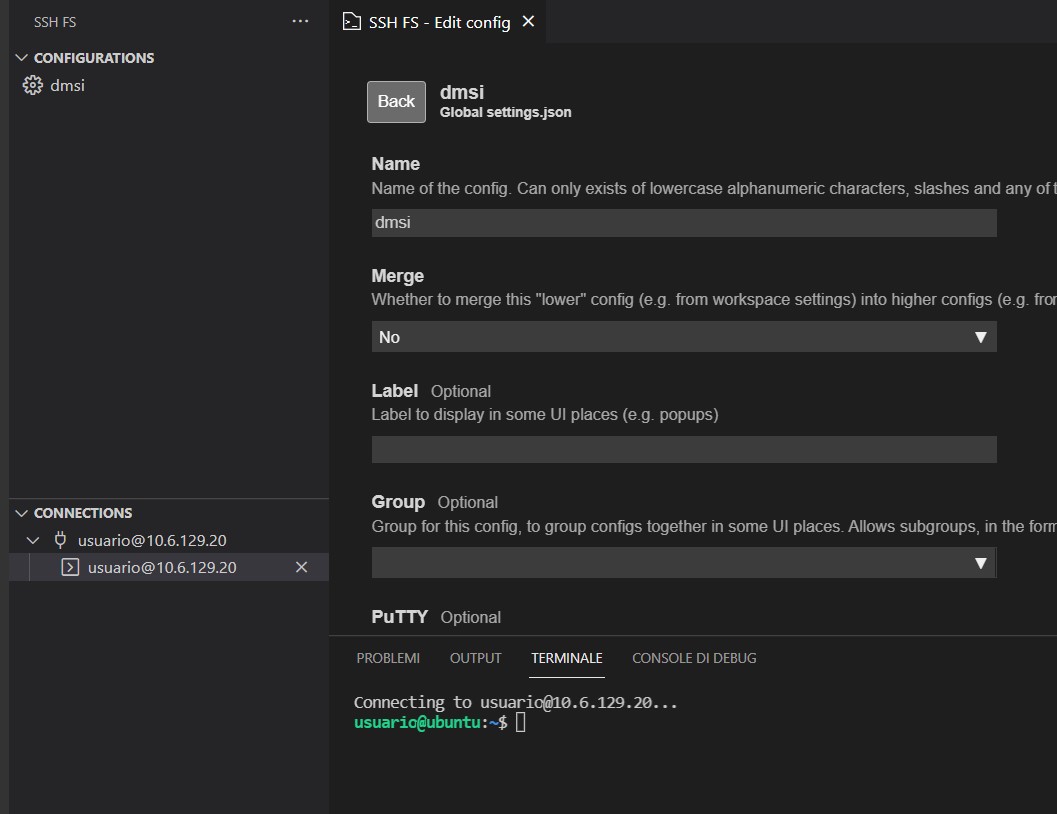 SSH FS
SSH FS - Edit config
CONFIGURATIONS
dmsi
Back
dmsi
Global settings.json
Name
Name of the config. Can only exists of lowercase alphanumeric characters, slashes and any of
dmsi
Merge
Whether to merge this "lower" config (e.g. from workspace settings) into higher configs (e.g.
No
Label Optional
Label to display in some UI places (e.g. popups)
Group Optional
Group for this config, to group configs together in some UI places. Allows subgroups, in the
PuTTY Optional
CONNECTIONS
usuario@10.6.129.20
usuario@10.6.129.20
PROBLEMI OUTPUT TERMINALE CONSOLE DI DEBUG
Connecting to usuario@10.6.129.20...
usuario@ubuntu:~$